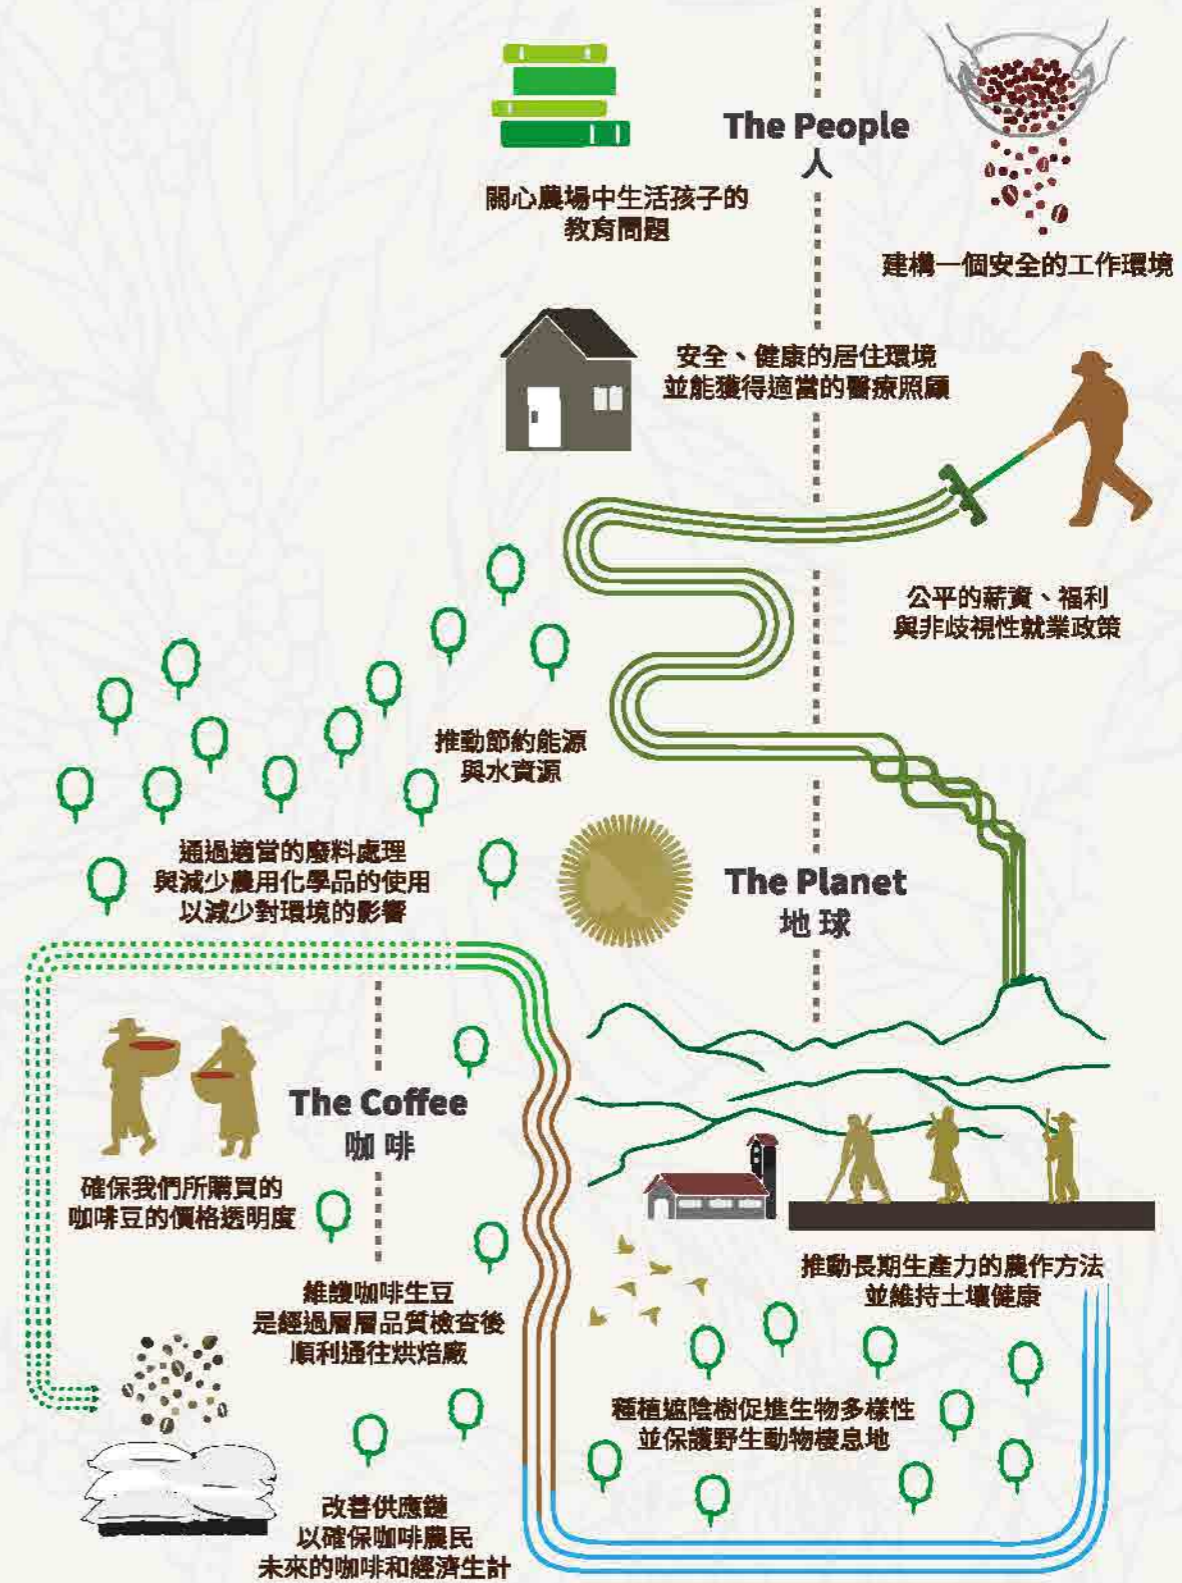 The People
人
關心農場中生活孩子的
教育問題
建構一個安全的工作環境
安全、健康的居住環境
並能獲得適當的醫療照顧
公平的薪資、福利
與非歧視性就業政策
推動節約能源
與水資源
通過適當的廢料處理
與減少農用化學品的使用
以減少對環境的影響
The Planet
地球
推動長期生產力的農作方法
並維持土壤健康
種植遮陰樹促進生物多樣性
並保護野生動物棲息地
The Coffee
咖啡
確保我們所購買的
咖啡豆的價格透明度
維護咖啡生豆
是經過層層品質檢查後
順利通往烘焙廠
改善供應鏈
以確保咖啡農民
未來的咖啡和經濟生計